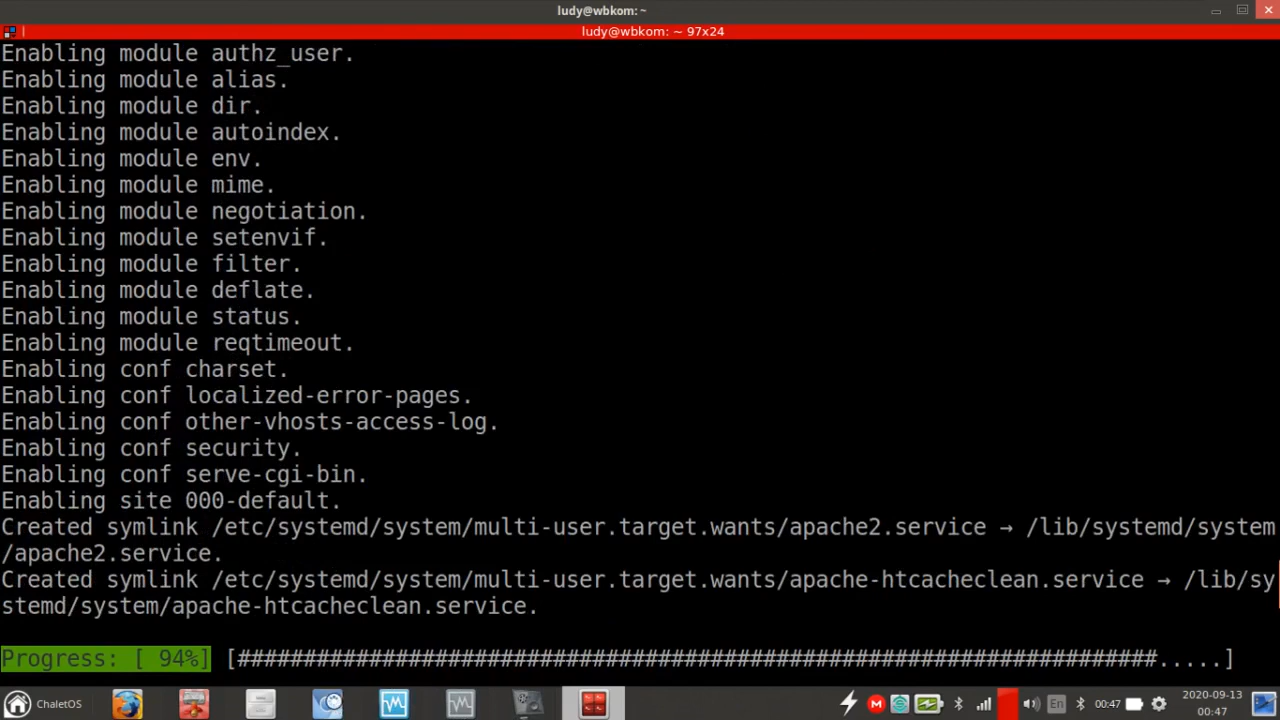 ludy@wbkom: ~
ludy@wbkom: ~ 97x24
Enabling module authz_user.
Enabling module alias.
Enabling module dir.
Enabling module autoindex.
Enabling module env.
Enabling module mime.
Enabling module negotiation.
Enabling module setenvif.
Enabling module filter.
Enabling module deflate.
Enabling module status.
Enabling module reqtimeout.
Enabling conf charset.
Enabling conf localized-error-pages.
Enabling conf other-vhosts-access-log.
Enabling conf security.
Enabling conf serve-cgi-bin.
Enabling site 000-default.
Created symlink /etc/systemd/system/multi-user.target.wants/apache2.service → /lib/systemd/system
/apache2.service.
Created symlink /etc/systemd/system/multi-user.target.wants/apache-htcacheclean.service → /lib/sy
stemd/system/apache-htcacheclean.service.
Progress: [ 94%] [######################################################################.....]
ChaletOS M En 00:47 2020-09-13
00:47